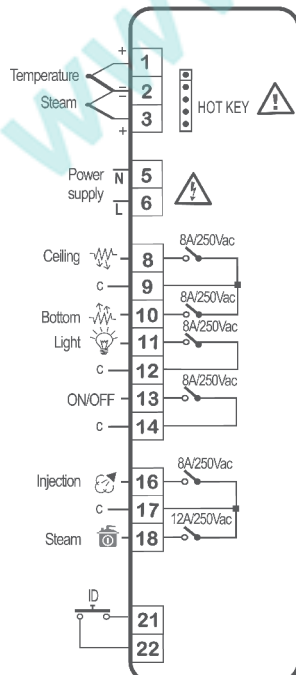 WWW
+
1
Temperature
2
Steam
3
+
HOT KEY
Power supply
N 5
L 6
8A/250Vac
Ceiling 8
c 9
8A/250Vac
Bottom 10
8A/250Vac
Light 11
c 12
8A/250Vac
ON/OFF 13
c 14
8A/250Vac
Injection 16
c 17
12A/250Vac
Steam 18
ID
21
22